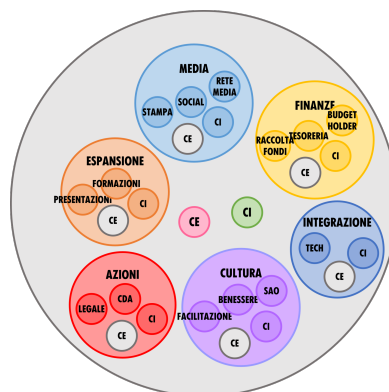 MEDIA
RETE
MEDIA
SOCIAL
STAMPA
CI
CE
FINANZE
BUDGET
HOLDER
TESORERIA
RACCOLTA
FONDI
CI
CE
ESPANSIONE
FORMAZIONI
PRESENTAZIONI
CI
CE
CE
CI
INTEGRAZIONE
TECH
CI
CE
AZIONI
CDA
LEGALE
CI
CE
CULTURA
SAO
BENESSERE
FACILITAZIONE
CI
CE